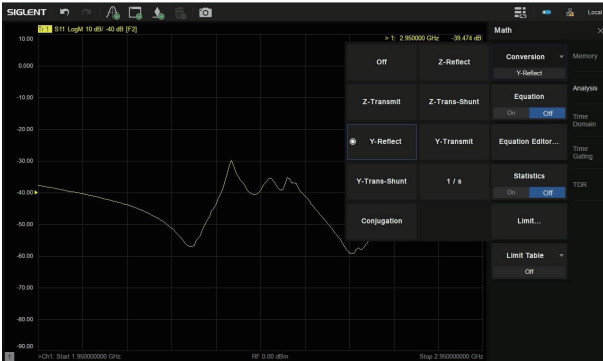 SIGLENT
Local
Tr 1 S11 LogM 10 dB/ -40 dB [F2]
> 1: 2.950000 GHz -39.474 dB
10.00
0.000
-10.00
-20.00
-30.00
-40.00
-50.00
-60.00
-70.00
-80.00
-90.00
Off
Z-Reflect
Z-Transmit
Z-Trans-Shunt
Y-Reflect
Y-Transmit
Y-Trans-Shunt
1 / s
Conjugation
Math
Conversion
Y-Reflect
Equation
On Off
Equation Editor...
Statistics
On Off
Limit...
Limit Table
Off
Memory
Analysis
Time
Domain
Time
Gating
TDR
1 >Ch1: Start 1.950000000 GHz RF 0.00 dBm Stop 2.950000000 GHz